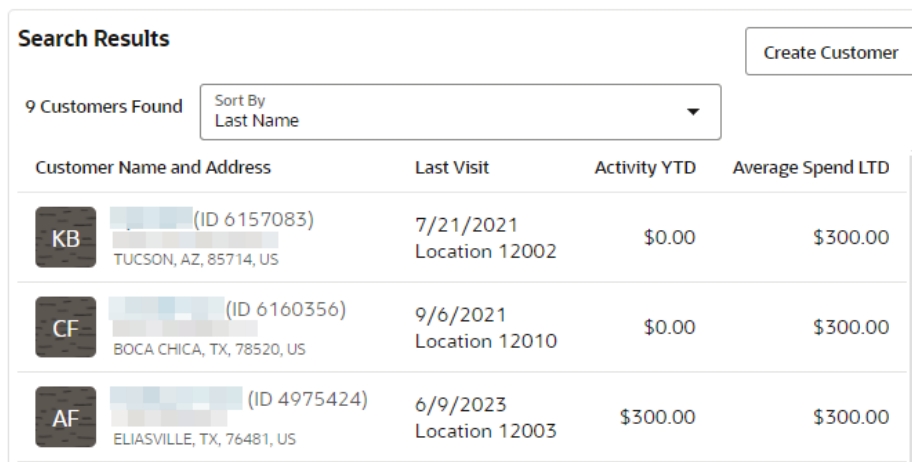 Search Results
Create Customer
9 Customers Found
Sort By
Last Name
Customer Name and Address Last Visit Activity YTD Average Spend LTD
KB (ID 6157083) 7/21/2021 $0.00 $300.00
Location 12002
TUCSON, AZ, 85714, US
CF (ID 6160356) 9/6/2021 $0.00 $300.00
Location 12010
BOCA CHICA, TX, 78520, US
AF (ID 4975424) 6/9/2023 $300.00 $300.00
Location 12003
ELIASVILLE, TX, 76481, US